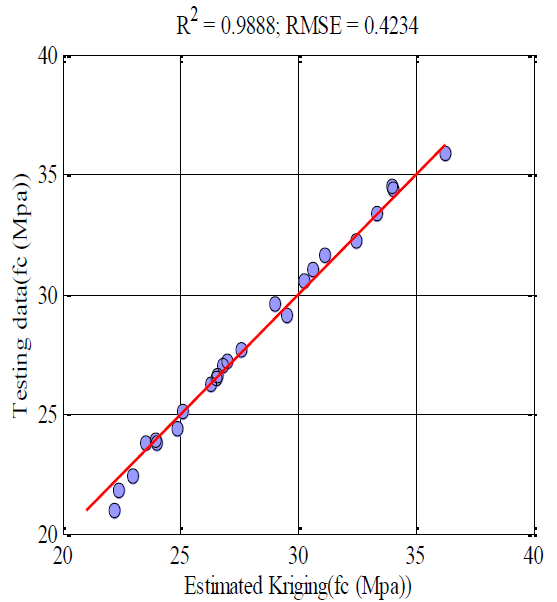 R² = 0.9888; RMSE = 0.4234
40
35
30
25
20
Testing data(fc (Mpa))
20 25 30 35 40
Estimated Kriging(fc (Mpa))